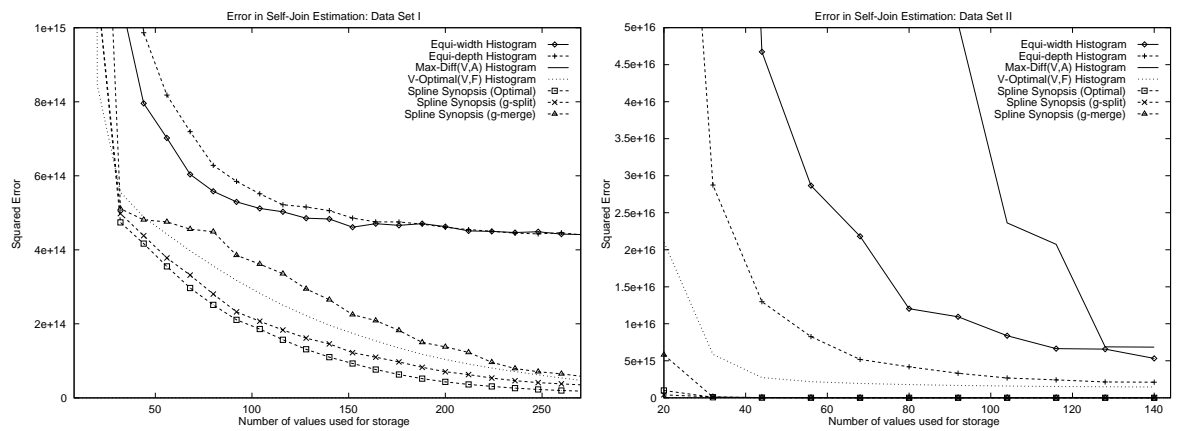 Error in Self-Join Estimation: Data Set I
1e+15
8e+14
6e+14
4e+14
2e+14
0
Squared Error
Equi-width Histogram
Equi-depth Histogram
Max-Diff(V,A) Histogram
V-Optimal(V,F) Histogram
Spline Synopsis (Optimal)
Spline Synopsis (g-split)
Spline Synopsis (g-merge)
50 100 150 200 250
Number of values used for storage
Error in Self-Join Estimation: Data Set II
5e+16
4.5e+16
4e+16
3.5e+16
3e+16
2.5e+16
2e+16
1.5e+16
1e+16
5e+15
0
Squared Error
Equi-width Histogram
Equi-depth Histogram
Max-Diff(V,A) Histogram
V-Optimal(V,F) Histogram
Spline Synopsis (Optimal)
Spline Synopsis (g-split)
Spline Synopsis (g-merge)
20 40 60 80 100 120 140
Number of values used for storage